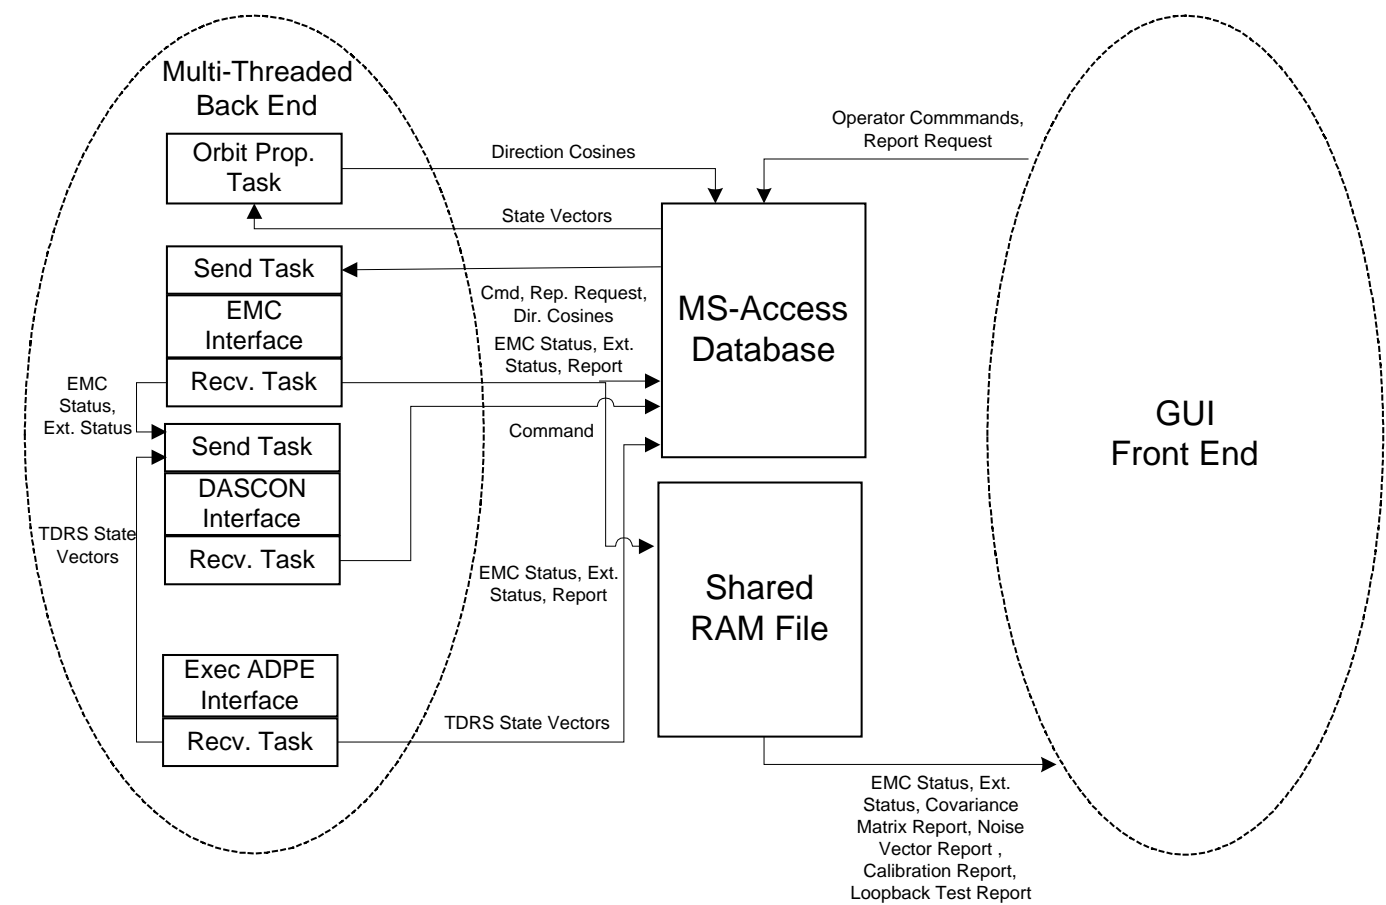 Multi-Threaded
Back End
Orbit Prop.
Task
Direction Cosines
State Vectors
Operator Commmands,
Report Request
Send Task
EMC
Interface
Recv. Task
Cmd, Rep. Request,
Dir. Cosines
EMC Status, Ext.
Status, Report
MS-Access
Database
EMC
Status,
Ext. Status
Send Task
DASCON
Interface
Recv. Task
Command
GUI
Front End
TDRS State
Vectors
EMC Status, Ext.
Status, Report
Shared
RAM File
Exec ADPE
Interface
Recv. Task
TDRS State Vectors
EMC Status, Ext.
Status, Covariance
Matrix Report, Noise
Vector Report ,
Calibration Report,
Loopback Test Report